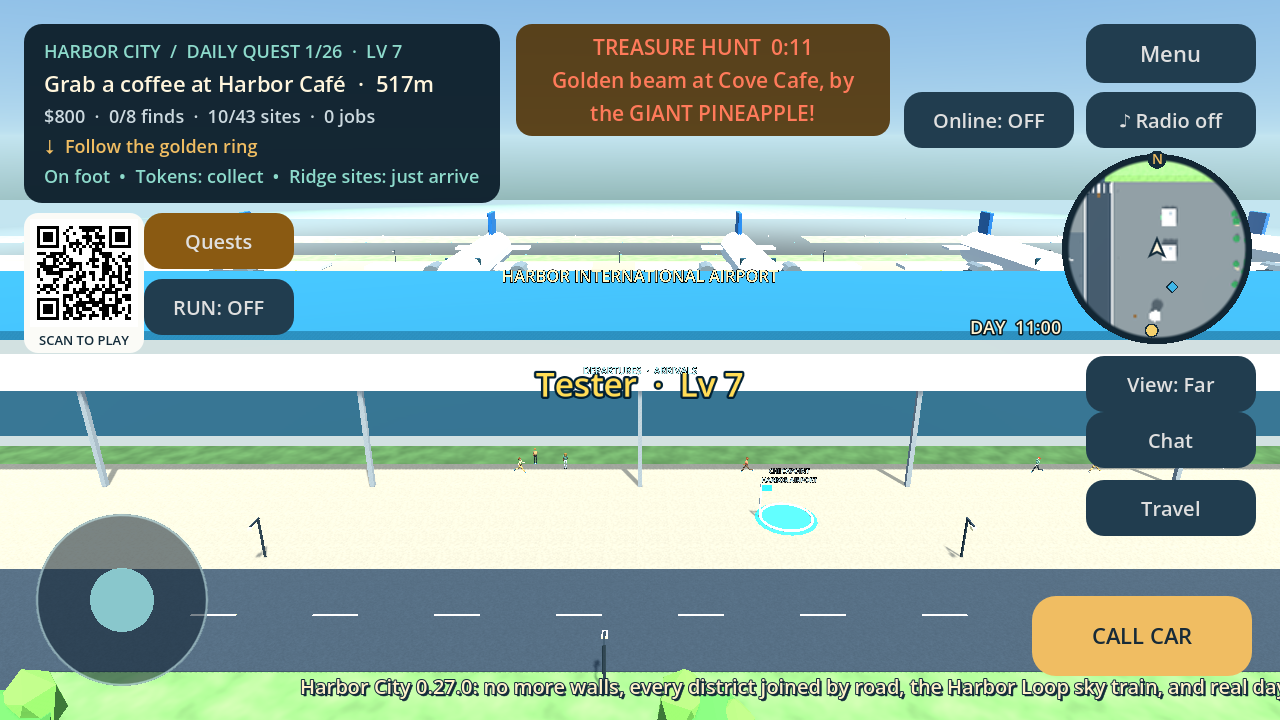 HARBOR CITY / DAILY QUEST 1/26 · LV 7
Grab a coffee at Harbor Café · 517m
$800 · 0/8 finds · 10/43 sites · 0 jobs
↓ Follow the golden ring
On foot • Tokens: collect • Ridge sites: just arrive
TREASURE HUNT 0:11
Golden beam at Cove Cafe, by
the GIANT PINEAPPLE!
Menu
Online: OFF
♪ Radio off
N
Quests
RUN: OFF
SCAN TO PLAY
HARBOR INTERNATIONAL AIRPORT
DAY 11:00
DEPARTURES · ARRIVALS
Tester · Lv 7
View: Far
Chat
Travel
CALL CAR
Harbor City 0.27.0: no more walls, every district joined by road, the Harbor Loop sky train, and real day